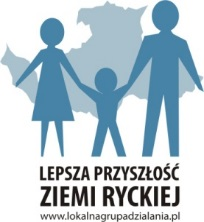 LEPSZA PRZYSZŁOŚĆ
ZIEMI RYCKIEJ
www.lokalnagrupadzialania.pl